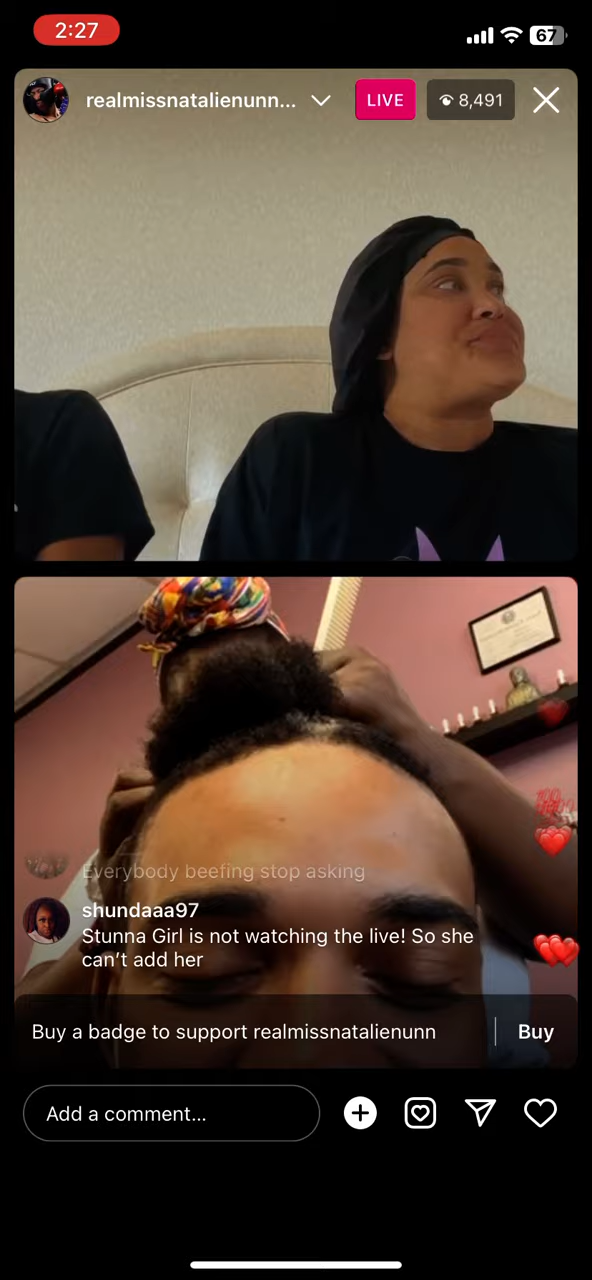 2:27
67
realmissnatalienunn...
LIVE
8,491
Everybody beefing stop asking
shundaaa97
Stunna Girl is not watching the live! So she
can't add her
Buy a badge to support realmissnatalienunn
Buy
Add a comment...